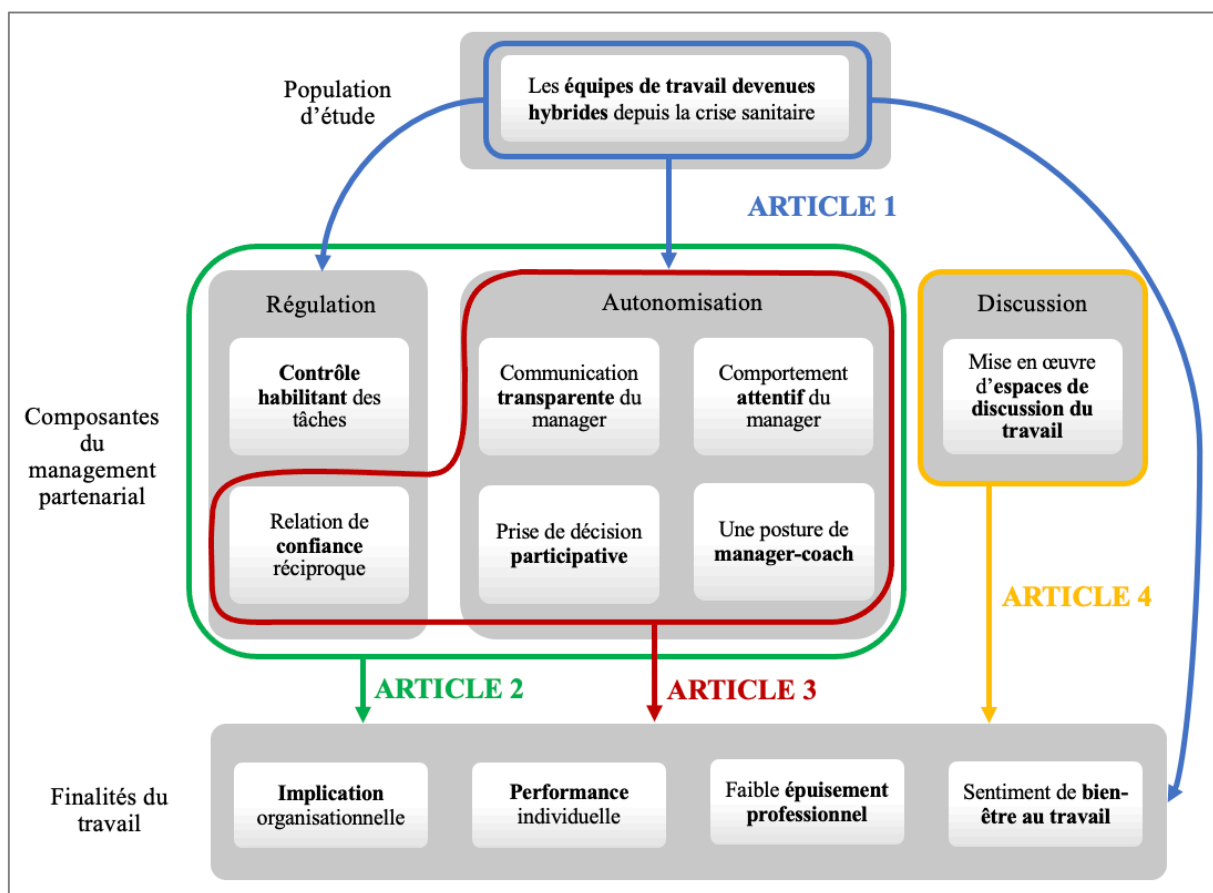 Population
d'étude
Les équipes de travail devenues
hybrides depuis la crise sanitaire
ARTICLE 1
Composantes
du
management
partenarial
Régulation
Contrôle
habilitant des
tâches
Relation de
confiance
réciproque
Autonomisation
Communication
transparente du
manager
Comportement
attentif du
manager
Prise de décision
participative
Une posture de
manager-coach
Discussion
Mise en œuvre
d'espaces de
discussion du
travail
ARTICLE 2
ARTICLE 3
ARTICLE 4
Finalités du
travail
Implication
organisationnelle
Performance
individuelle
Faible épuisement
professionnel
Sentiment de bien-
être au travail